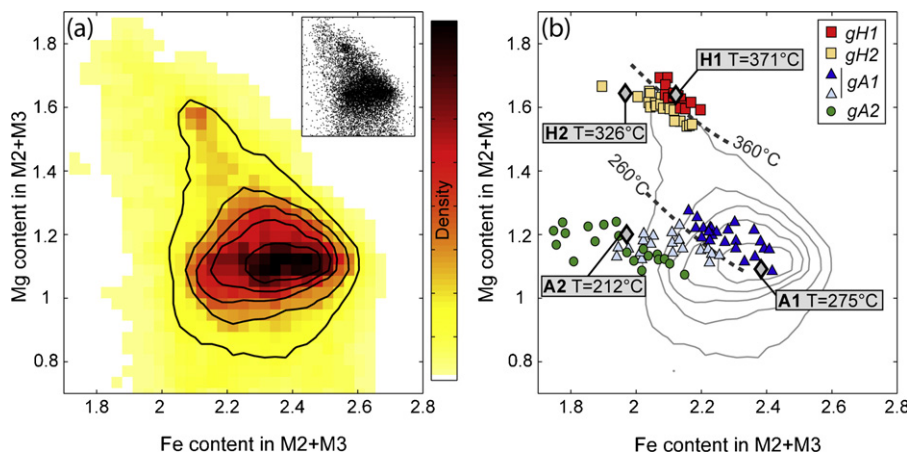 (a)
1.8
1.6
1.4
1.2
1
0.8
Mg content in M2+M3
1.8
2
2.2
2.4
2.6
2.8
Fe content in M2+M3
Density
(b)
1.8
1.6
1.4
1.2
1
0.8
Mg content in M2+M3
1.8
2
2.2
2.4
2.6
2.8
Fe content in M2+M3
H1 T=371°C
H2 T=326°C
360°C
260°C
A2 T=212°C
A1 T=275°C
gH1
gH2
gA1
gA2